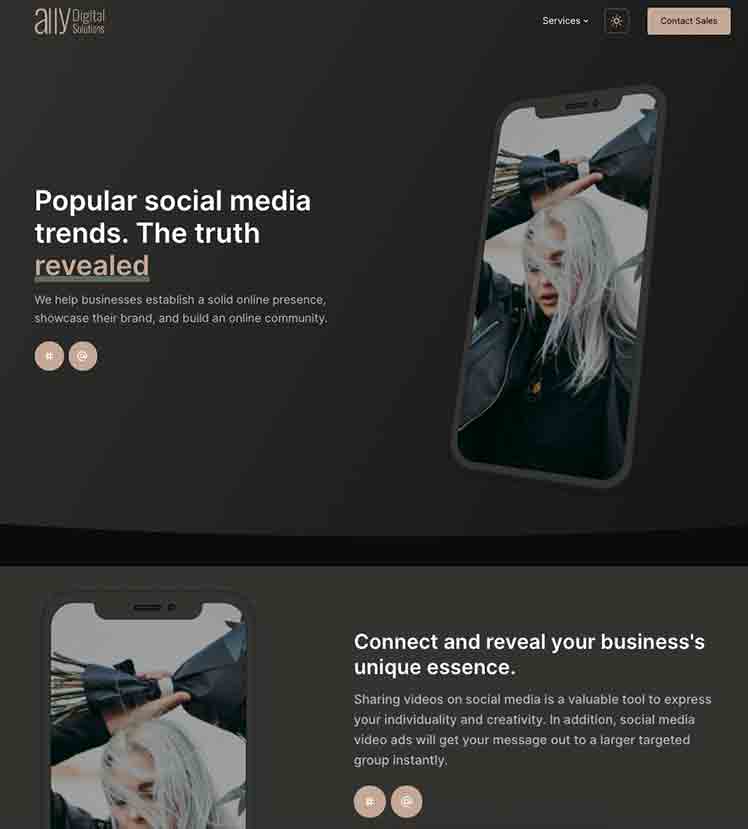 ally Digital
Solutions
Services
Contact Sales
Popular social media
trends. The truth
revealed
We help businesses establish a solid online presence,
showcase their brand, and build an online community.
# @
Connect and reveal your business's
unique essence.
Sharing videos on social media is a valuable tool to express
your individuality and creativity. In addition, social media
video ads will get your message out to a larger targeted
group instantly.
# @